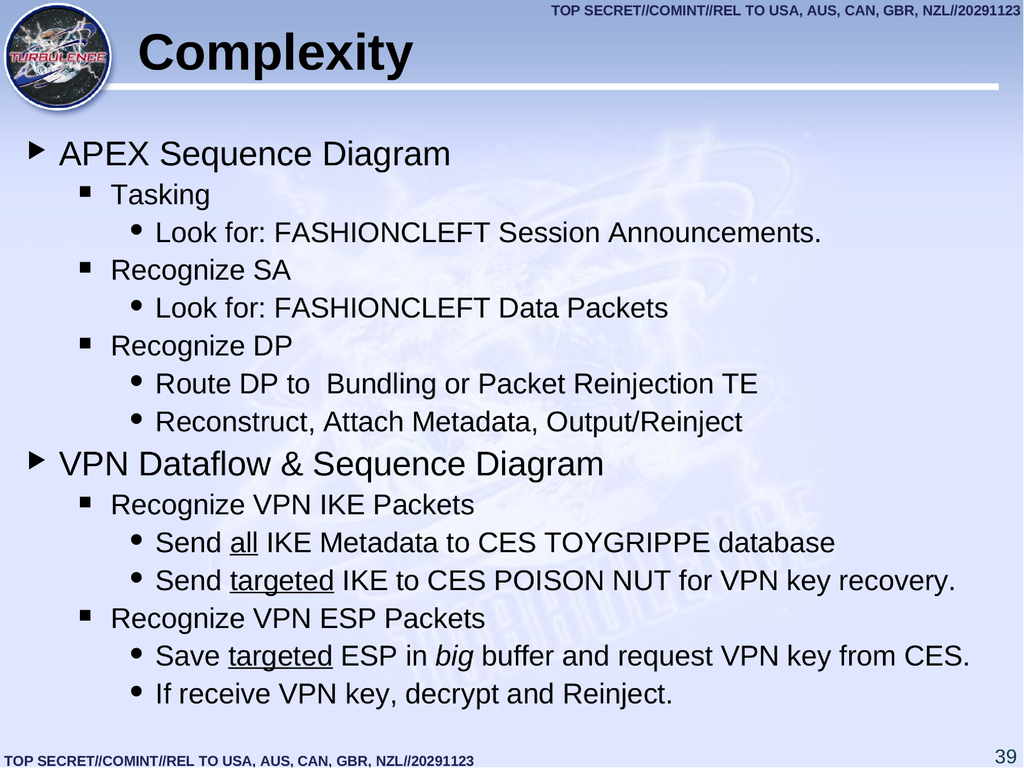 TOP SECRET//COMINT//REL TO USA, AUS, CAN, GBR, NZL//20291123
TURBULENCE
Complexity
APEX Sequence Diagram
Tasking
Look for: FASHIONCLEFT Session Announcements.
Recognize SA
Look for: FASHIONCLEFT Data Packets
Recognize DP
Route DP to  Bundling or Packet Reinjection TE
Reconstruct, Attach Metadata, Output/Reinject
VPN Dataflow & Sequence Diagram
Recognize VPN IKE Packets
Send all IKE Metadata to CES TOYGRIPPE database
Send targeted IKE to CES POISON NUT for VPN key recovery.
Recognize VPN ESP Packets
Save targeted ESP in big buffer and request VPN key from CES.
If receive VPN key, decrypt and Reinject.
TURBULENCE
TOP SECRET//COMINT//REL TO USA, AUS, CAN, GBR, NZL//20291123
39